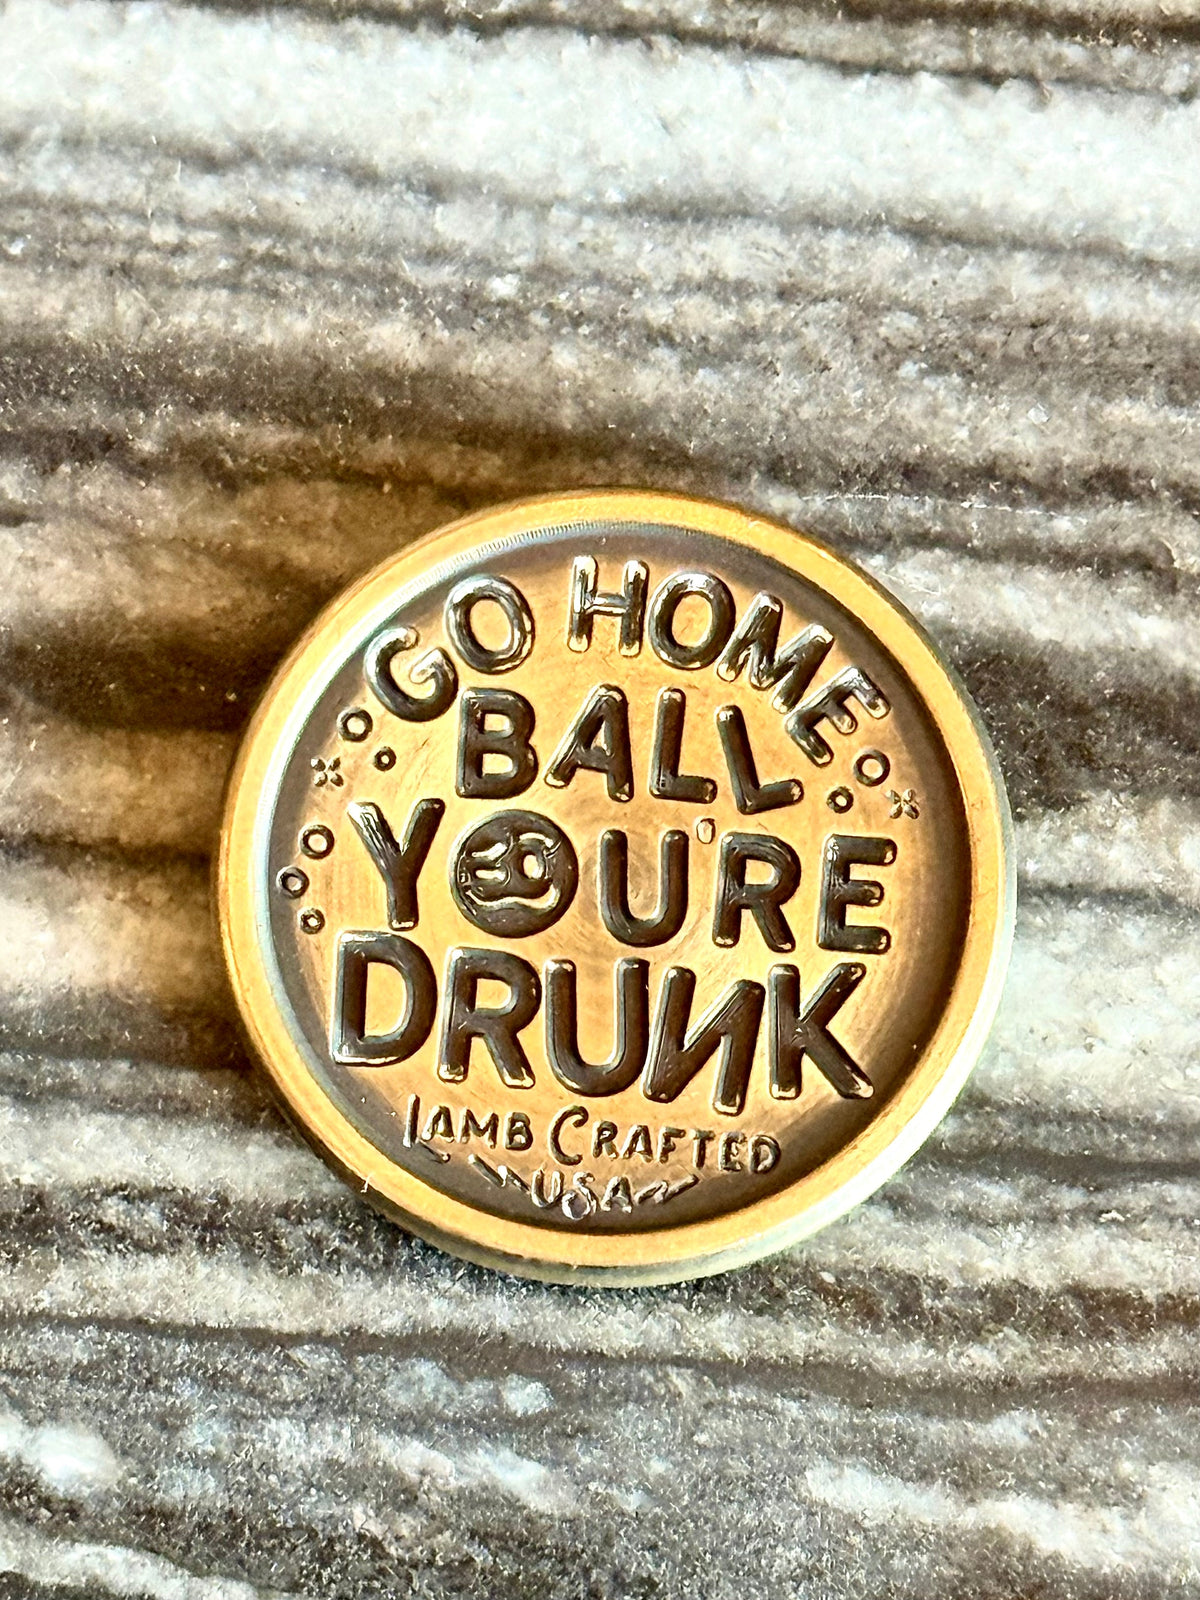 GO HOME
BALL
YOU'RE
DRUNK
LAMB CRAFTED
USA